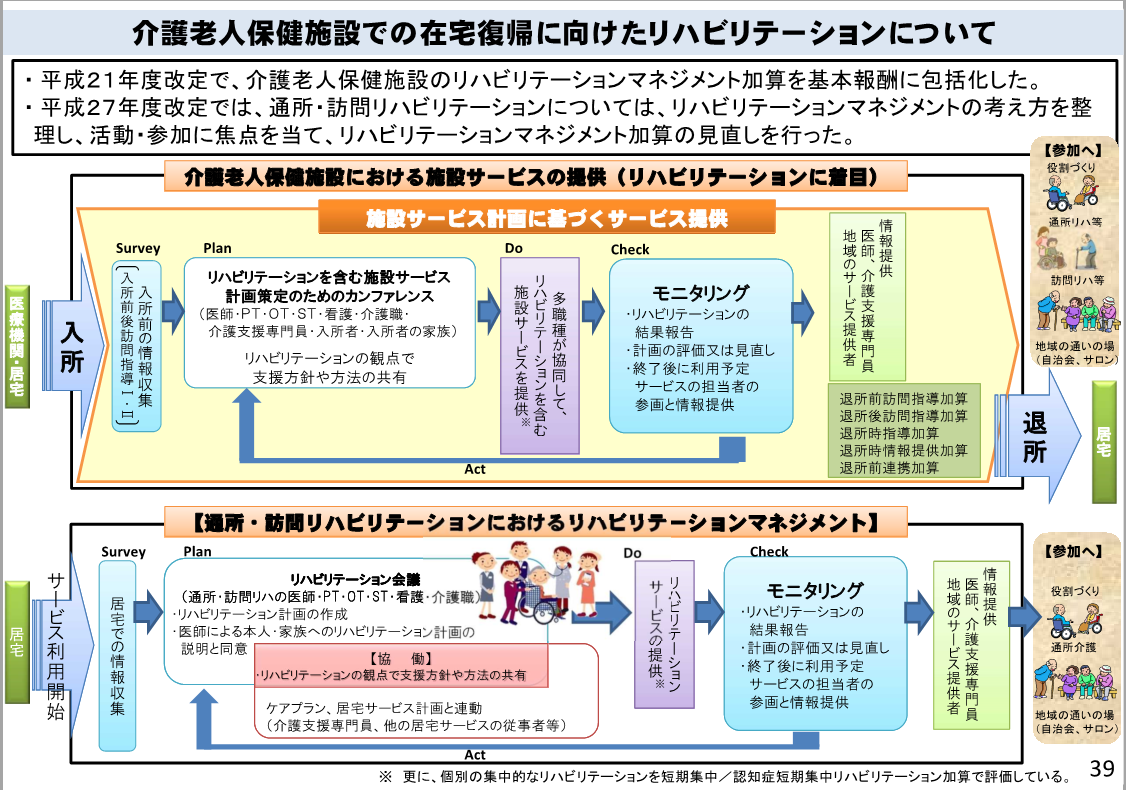 介護老人保健施設での在宅復帰に向けたリハビリテーションについて
・平成21年度改定で、介護老人保健施設のリハビリテーションマネジメント加算を基本報酬に包括化した。
・平成27年度改定では、通所・訪問リハビリテーションについては、リハビリテーションマネジメントの考え方を整
理し、活動・参加に焦点を当て、リハビリテーションマネジメント加算の見直しを行った。
介護老人保健施設における施設サービスの提供（リハビリテーションに着目）
施設サービス計画に基づくサービス提供
医療機関・居宅
入所
Survey
入所前の情報収集
〔入所前後訪問指導Ⅰ・Ⅱ〕
Plan
リハビリテーションを含む施設サービス
計画策定のためのカンファレンス
（医師・PT・OT・ST・看護・介護職・
介護支援専門員・入所者・入所者の家族）
リハビリテーションの観点で
支援方針や方法の共有
Do
多職種が協同して、
リハビリテーションを含む
施設サービスを提供※
Check
モニタリング
・リハビリテーションの
結果報告
・計画の評価又は見直し
・終了後に利用予定
サービスの担当者の
参画と情報提供
Act
情報提供
医師、介護支援専門員
地域のサービス提供者
退所前訪問指導加算
退所後訪問指導加算
退所時指導加算
退所時情報提供加算
退所前連携加算
退所
居宅
【参加へ】
役割づくり
通所リハ等
訪問リハ等
地域の通いの場
（自治会、サロン）
【通所・訪問リハビリテーションにおけるリハビリテーションマネジメント】
居宅
サービス利用開始
Survey
居宅での情報収集
Plan
リハビリテーション会議
（通所・訪問リハの医師・PT・OT・ST・看護・介護職）
・リハビリテーション計画の作成
・医師による本人・家族へのリハビリテーション計画の
説明と同意
【協　働】
・リハビリテーションの観点で支援方針や方法の共有
ケアプラン、居宅サービス計画と連動
（介護支援専門員、他の居宅サービスの従事者等）
Do
リハビリテーション
サービスの提供※
Check
モニタリング
・リハビリテーションの
結果報告
・計画の評価又は見直し
・終了後に利用予定
サービスの担当者の
参画と情報提供
Act
情報提供
医師、介護支援専門員
地域のサービス提供者
【参加へ】
役割づくり
通所介護
地域の通いの場
（自治会、サロン）
※　更に、個別の集中的なリハビリテーションを短期集中／認知症短期集中リハビリテーション加算で評価している。
39